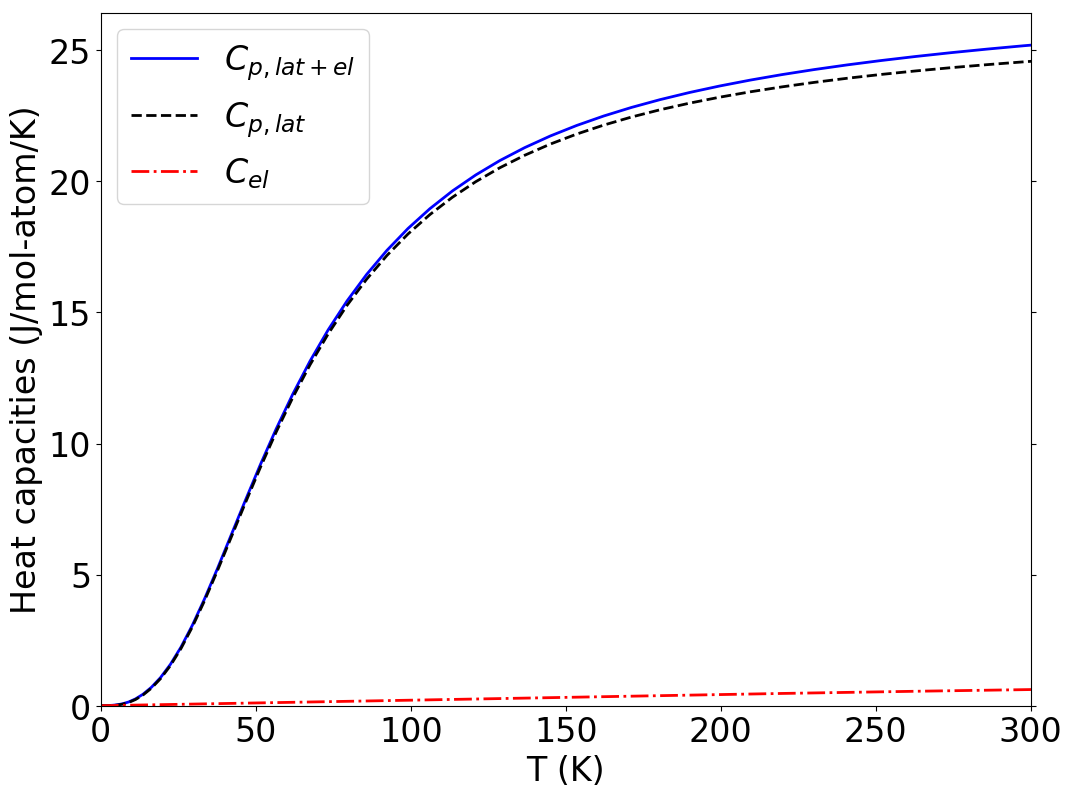 C_{p, lat + el}
C_{p, lat}
C_{el}
Heat capacities (J/mol-atom/K)
25
20
15
10
5
0
0 50 100 150 200 250 300
T (K)